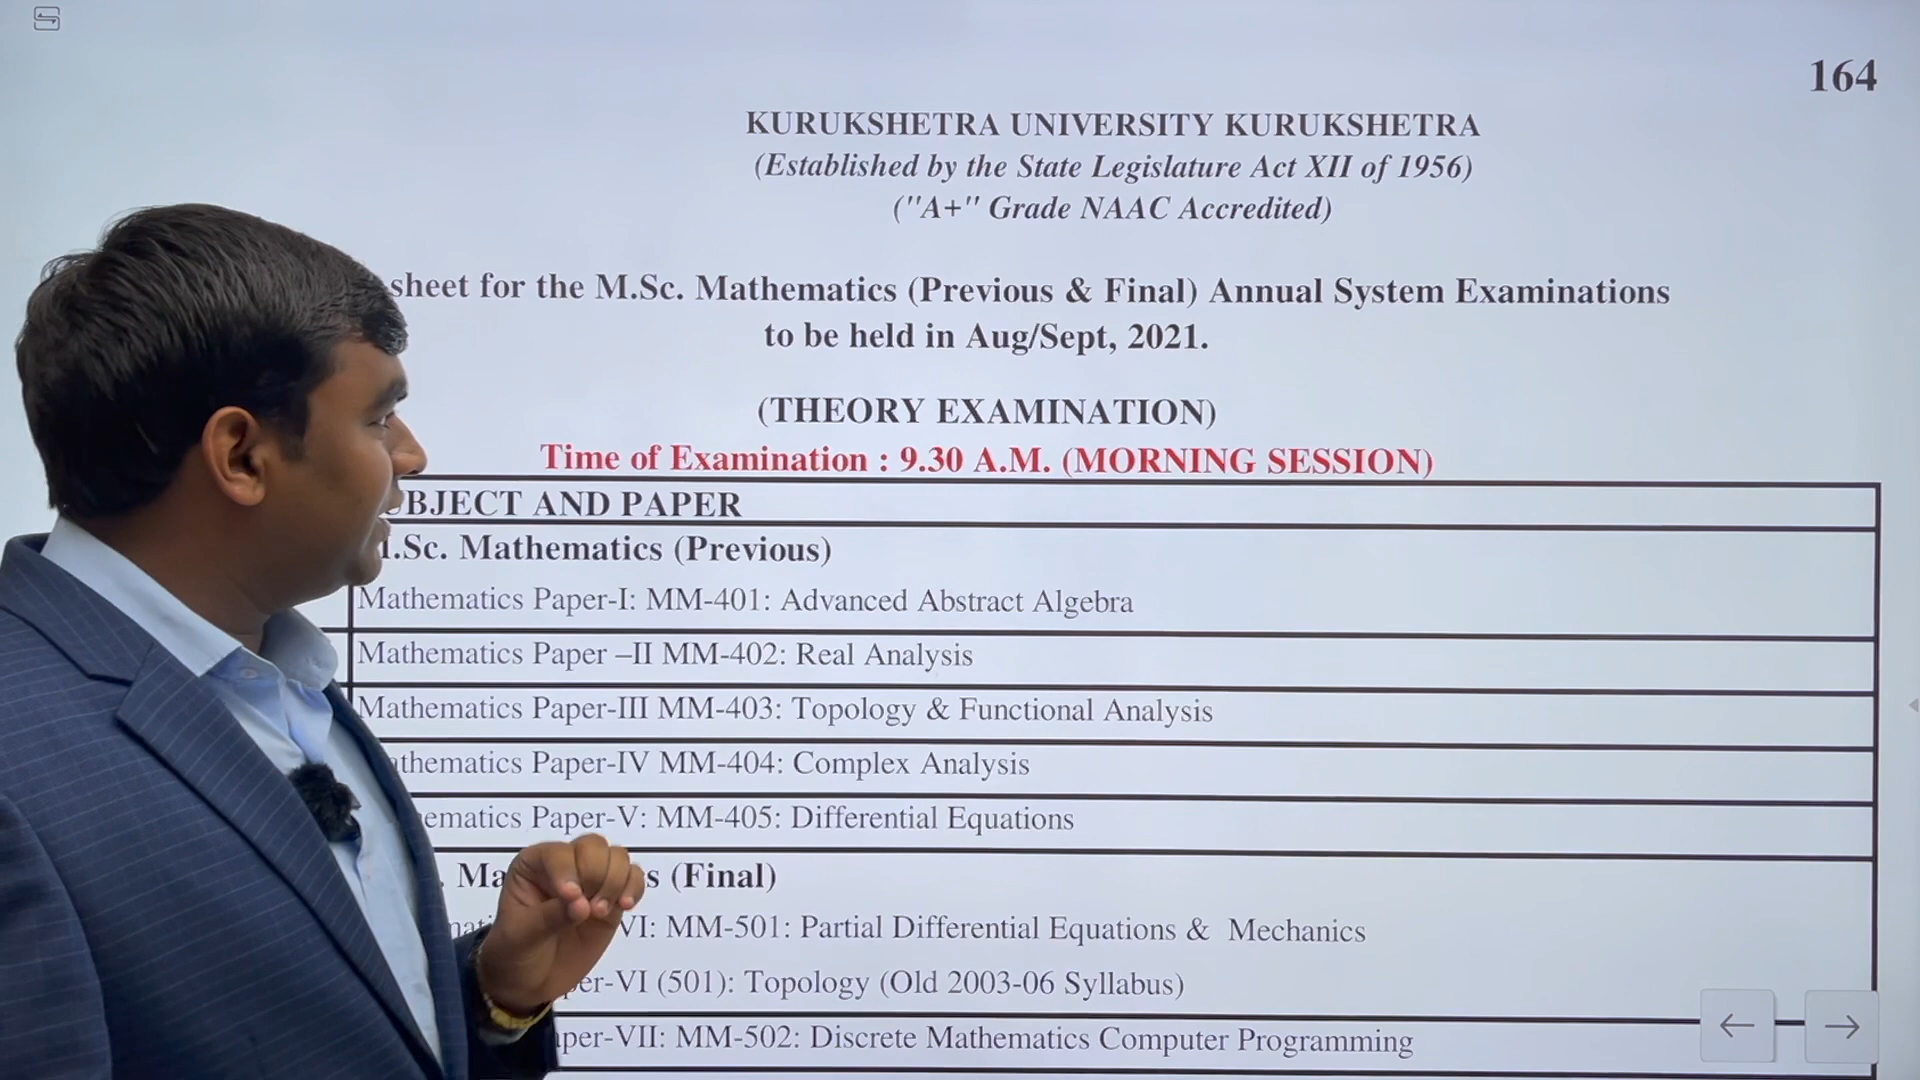 164
KURUKSHETRA UNIVERSITY KURUKSHETRA
(Established by the State Legislature Act XII of 1956)
("A+" Grade NAAC Accredited)
sheet for the M.Sc. Mathematics (Previous & Final) Annual System Examinations
to be held in Aug/Sept, 2021.
(THEORY EXAMINATION)
Time of Examination : 9.30 A.M. (MORNING SESSION)
BJECT AND PAPER
.Sc. Mathematics (Previous)
Mathematics Paper-I: MM-401: Advanced Abstract Algebra
Mathematics Paper –II MM-402: Real Analysis
Mathematics Paper-III MM-403: Topology & Functional Analysis
thematics Paper-IV MM-404: Complex Analysis
ematics Paper-V: MM-405: Differential Equations
. Ma s (Final)
VI: MM-501: Partial Differential Equations & Mechanics
er-VI (501): Topology (Old 2003-06 Syllabus)
per-VII: MM-502: Discrete Mathematics Computer Programming